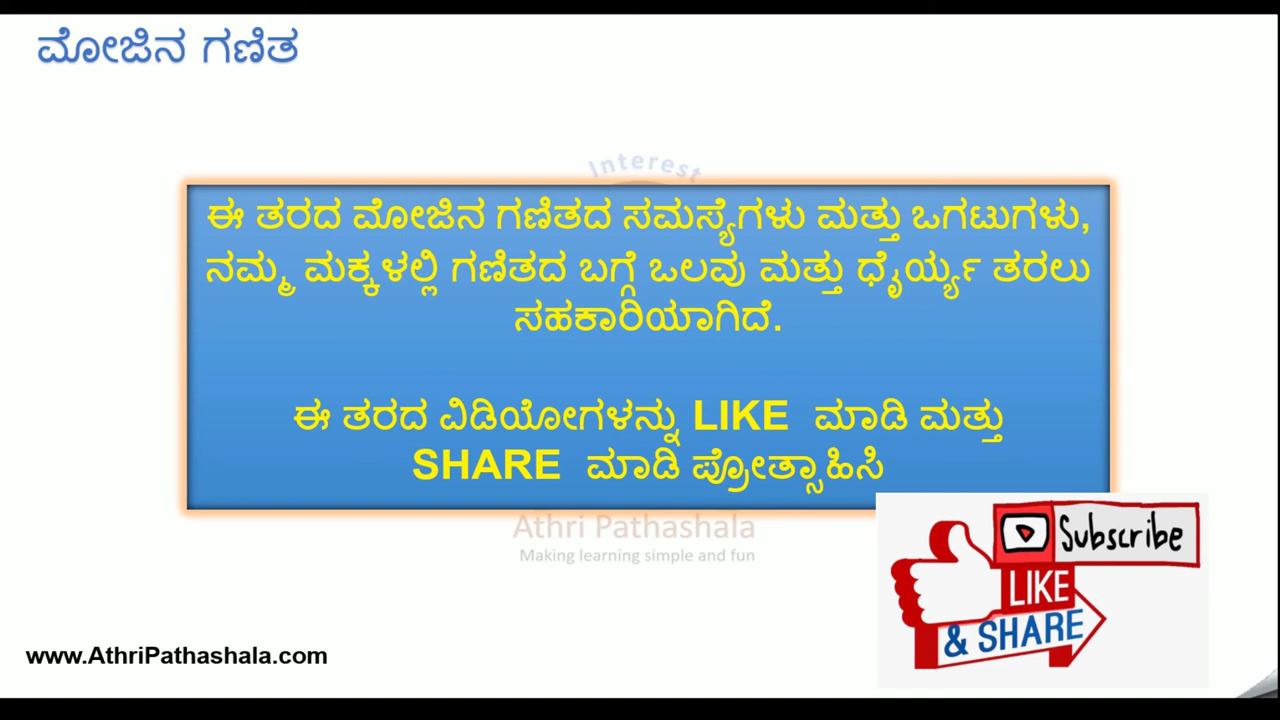 ಮೋಜಿನ ಗಣಿತ
Interest
ಈ ತರದ ಮೋಜಿನ ಗಣಿತದ ಸಮಸ್ಯೆಗಳು ಮತ್ತು ಒಗಟುಗಳು,
ನಮ್ಮ ಮಕ್ಕಳಲ್ಲಿ ಗಣಿತದ ಬಗ್ಗೆ ಒಲವು ಮತ್ತು ಧೈರ್ಯ್ಯ ತರಲು
ಸಹಕಾರಿಯಾಗಿದೆ.
ಈ ತರದ ವಿಡಿಯೋಗಳನ್ನು LIKE ಮಾಡಿ ಮತ್ತು
SHARE ಮಾಡಿ ಪ್ರೋತ್ಸಾಹಿಸಿ
Athri Pathashala
Making learning simple and fun
Subscribe
LIKE
& SHARE
www.AthriPathashala.com